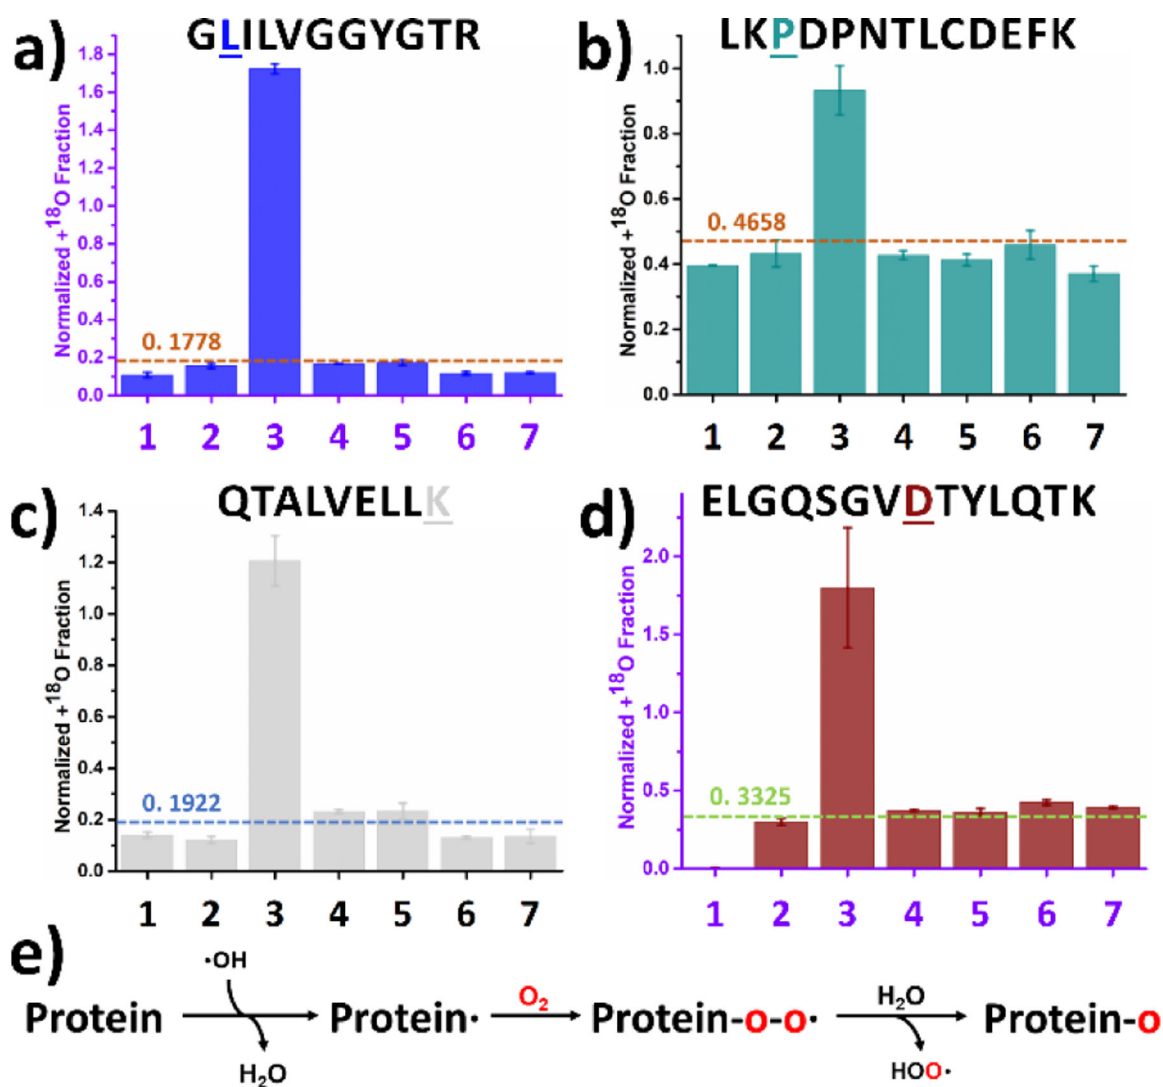 a) GLILVGGYGTR
Normalized +18O Fraction
1.8
1.6
1.4
1.2
1.0
0.8
0.6
0.4
0.2
0.0
0. 1778
1 2 3 4 5 6 7
b) LKPDPNTLCDEFK
Normalized +18O Fraction
1.0
0.8
0.6
0.4
0.2
0.0
0. 4658
1 2 3 4 5 6 7
c) QTALVELLK
Normalized +18O Fraction
1.4
1.2
1.0
0.8
0.6
0.4
0.2
0.0
0. 1922
1 2 3 4 5 6 7
d) ELGQSGVDTYLQTK
Normalized +18O Fraction
2.0
1.5
1.0
0.5
0.0
0. 3325
1 2 3 4 5 6 7
e)
·OH
Protein Protein· O2 Protein-o-o· H2O Protein-o
H2O HOO·